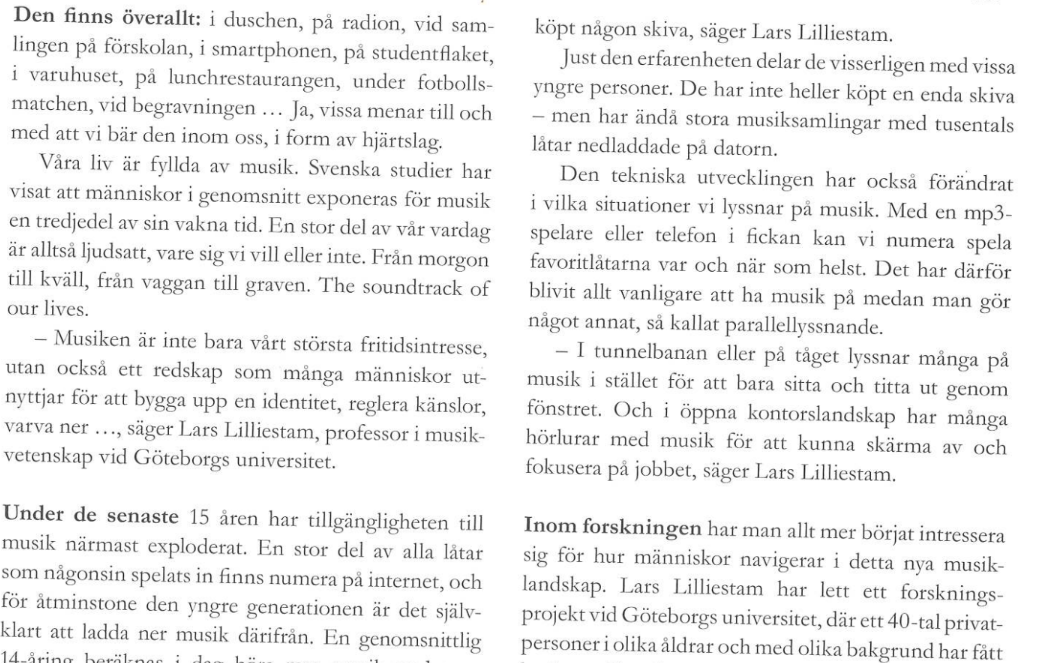 Den finns överallt: i duschen, på radion, vid sam-
lingen på förskolan, i smartphonen, på studentflaket,
i varuhuset, på lunchrestaurangen, under fotbolls-
matchen, vid begravningen … Ja, vissa menar till och
med att vi bär den inom oss, i form av hjärtslag.
Våra liv är fyllda av musik. Svenska studier har
visat att människor i genomsnitt exponeras för musik
en tredjedel av sin vakna tid. En stor del av vår vardag
är alltså ljudsatt, vare sig vi vill eller inte. Från morgon
till kväll, från vaggan till graven. The soundtrack of
our lives.
– Musiken är inte bara vårt största fritidsintresse,
utan också ett redskap som många människor ut-
nyttjar för att bygga upp en identitet, reglera känslor,
varva ner …, säger Lars Lilliestam, professor i musik-
vetenskap vid Göteborgs universitet.
Under de senaste 15 åren har tillgängligheten till
musik närmast exploderat. En stor del av alla låtar
som någonsin spelats in finns numera på internet, och
för åtminstone den yngre generationen är det själv-
klart att ladda ner musik därifrån. En genomsnittlig
14-åring beräknas i dag
köpt någon skiva, säger Lars Lilliestam.
Just den erfarenheten delar de visserligen med vissa
yngre personer. De har inte heller köpt en enda skiva
– men har ändå stora musiksamlingar med tusentals
låtar nedladdade på datorn.
Den tekniska utvecklingen har också förändrat
i vilka situationer vi lyssnar på musik. Med en mp3-
spelare eller telefon i fickan kan vi numera spela
favoritlåtarna var och när som helst. Det har därför
blivit allt vanligare att ha musik på medan man gör
något annat, så kallat parallellyssnande.
– I tunnelbanan eller på tåget lyssnar många på
musik i stället för att bara sitta och titta ut genom
fönstret. Och i öppna kontorslandskap har många
hörlurar med musik för att kunna skärma av och
fokusera på jobbet, säger Lars Lilliestam.
Inom forskningen har man allt mer börjat intressera
sig för hur människor navigerar i detta nya musik-
landskap. Lars Lilliestam har lett ett forsknings-
projekt vid Göteborgs universitet, där ett 40-tal privat-
personer i olika åldrar och med olika bakgrund har fått